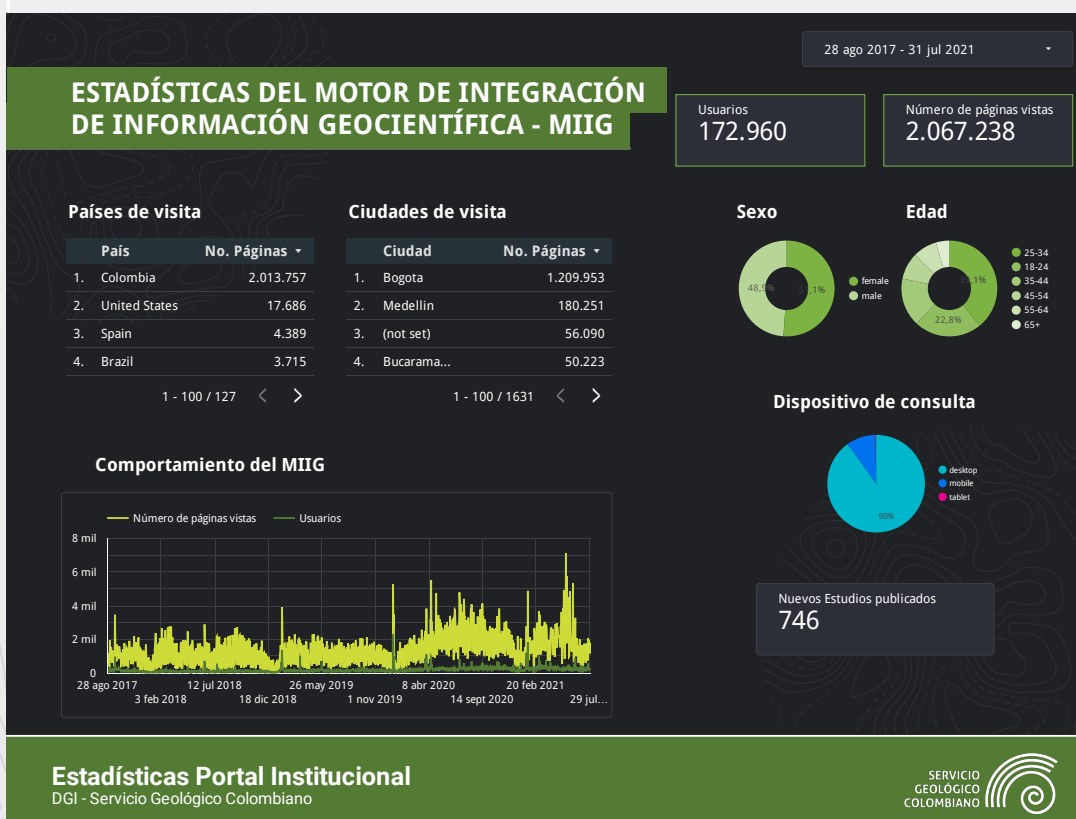 28 ago 2017 - 31 jul 2021
ESTADÍSTICAS DEL MOTOR DE INTEGRACIÓN
DE INFORMACIÓN GEOCIENTÍFICA - MIIG
Usuarios
172.960
Número de páginas vistas
2.067.238
Países de visita
País No. Páginas
1. Colombia 2.013.757
2. United States 17.686
3. Spain 4.389
4. Brazil 3.715
1 - 100 / 127
Ciudades de visita
Ciudad No. Páginas
1. Bogota 1.209.953
2. Medellin 180.251
3. (not set) 56.090
4. Bucarama... 50.223
1 - 100 / 1631
Sexo
48,9%
female
male
Edad
22,8%
25-34
18-24
35-44
45-54
55-64
65+
Dispositivo de consulta
90%
desktop
mobile
tablet
Comportamiento del MIIG
Número de páginas vistas Usuarios
8 mil
6 mil
4 mil
2 mil
0
28 ago 2017 12 jul 2018 26 may 2019 8 abr 2020 20 feb 2021
3 feb 2018 18 dic 2018 1 nov 2019 14 sept 2020 29 jul...
Nuevos Estudios publicados
746
Estadísticas Portal Institucional
DGI - Servicio Geológico Colombiano
SERVICIO
GEOLÓGICO
COLOMBIANO